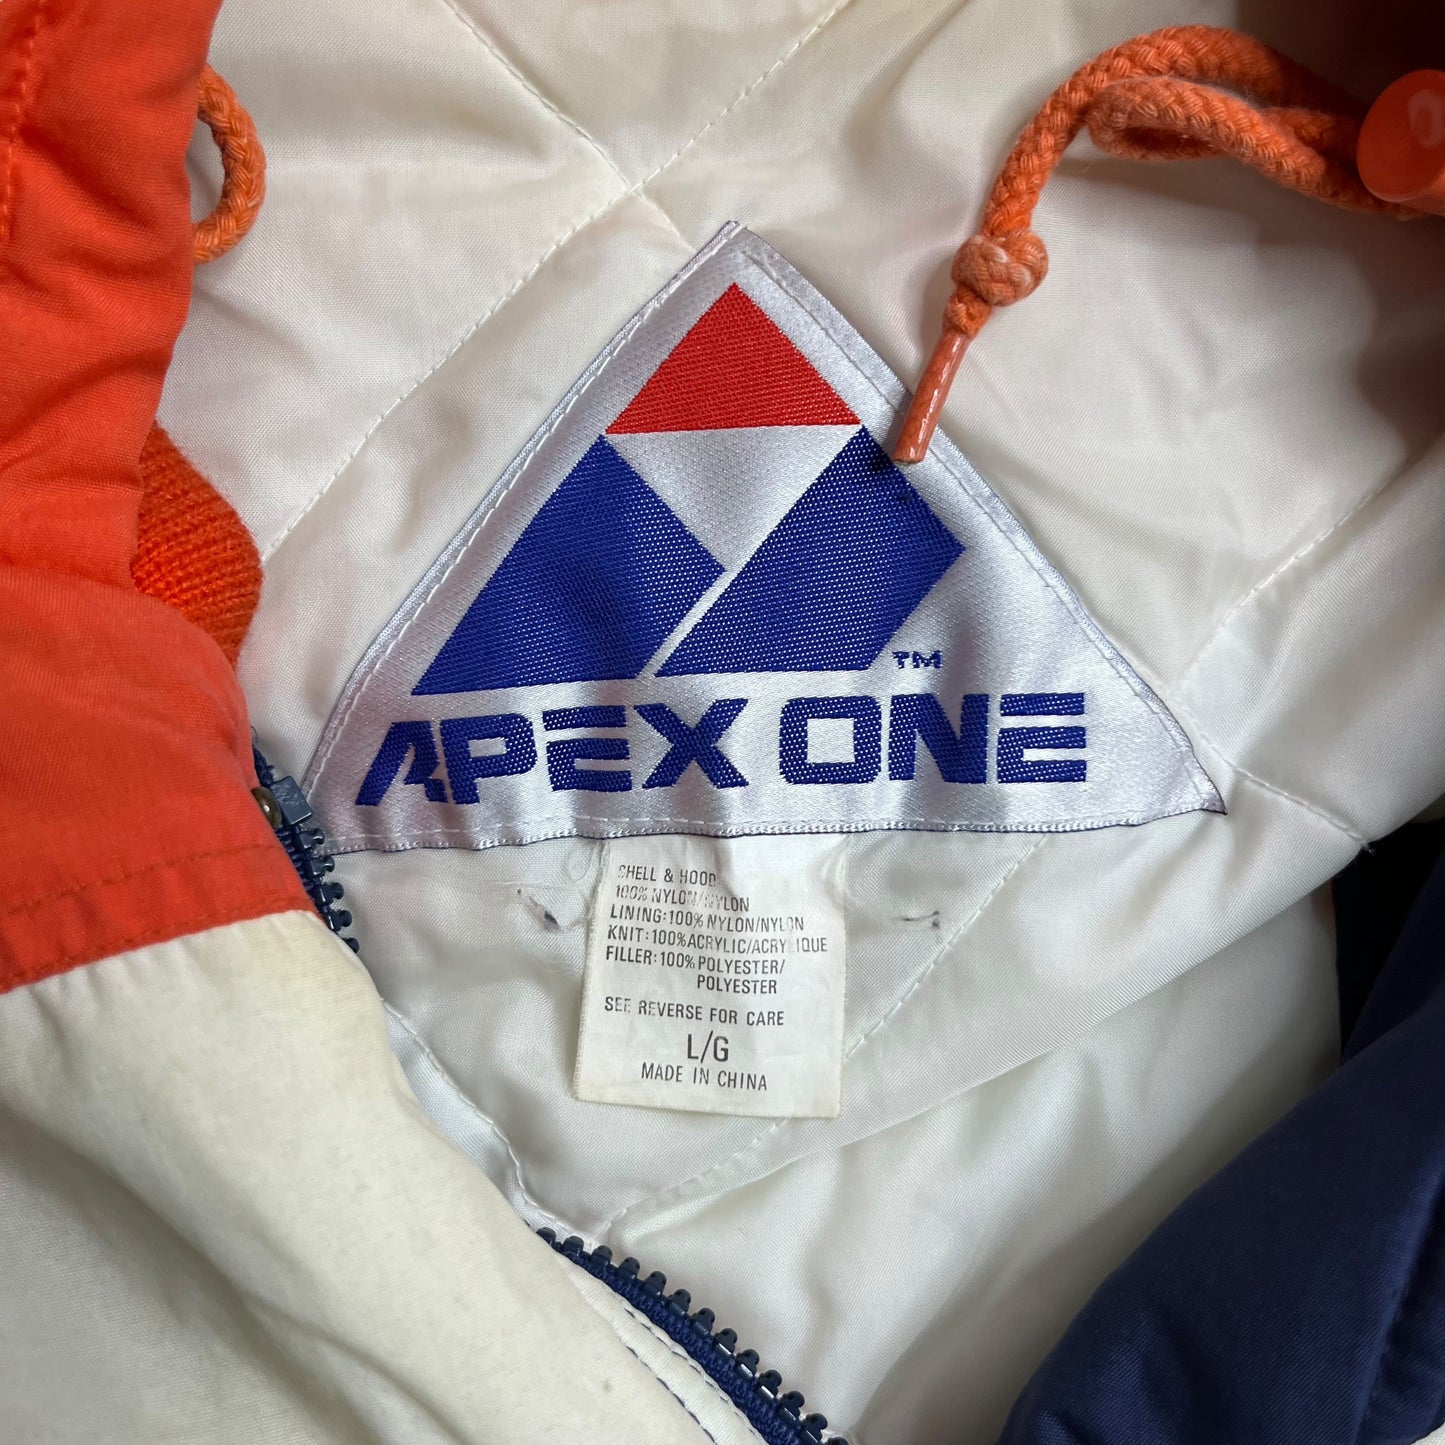 TM
APEX ONE
SHELL & HOOD
100% NYLON/NYLON
LINING:100% NYLON/NYLON
KNIT:100% ACRYLIC/ACRYLIQUE
FILLER:100% POLYESTER/
POLYESTER
SEE REVERSE FOR CARE
L/G
MADE IN CHINA